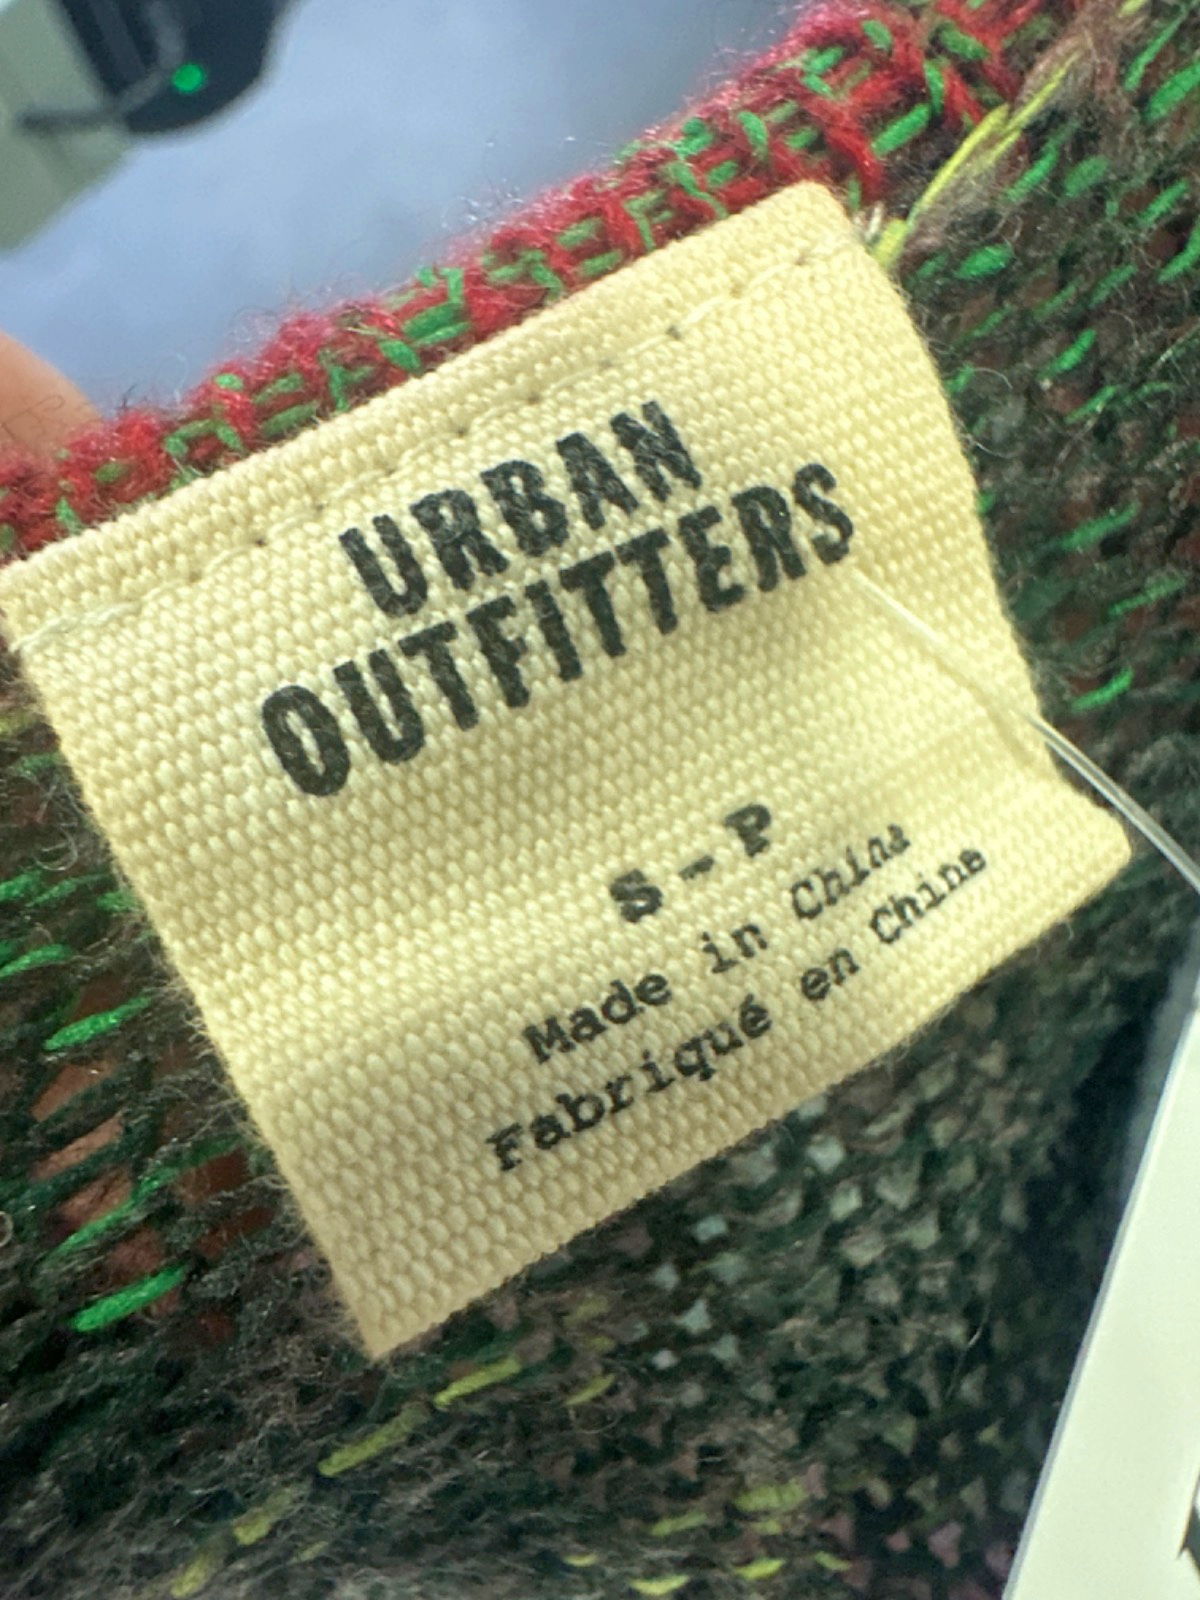 URBAN
OUTFITTERS
S-P
Made in China
Fabriqué en Chine